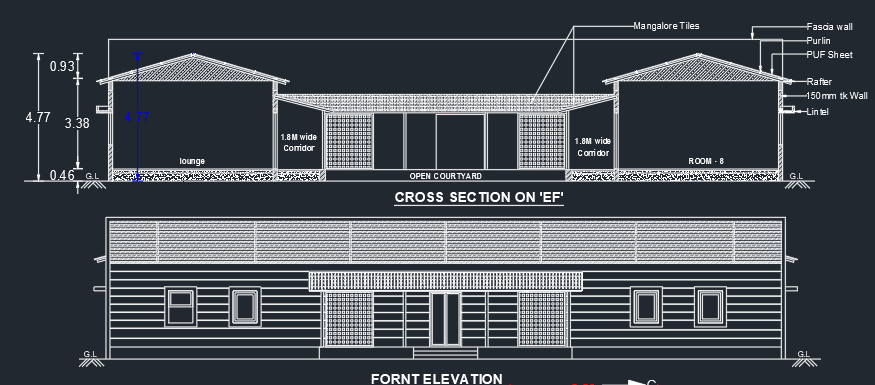 Mangalore Tiles
Fascia wall
Purlin
PUF Sheet
0.93
Rafter
150mm tk Wall
4.77
4.77
3.38
Lintel
1.8M wide
Corridor
1.8M wide
Corridor
lounge
ROOM - 8
0.46
G.L
OPEN COURTYARD
G.L
CROSS SECTION ON 'EF'
G.L
G.L
FORNT ELEVATION